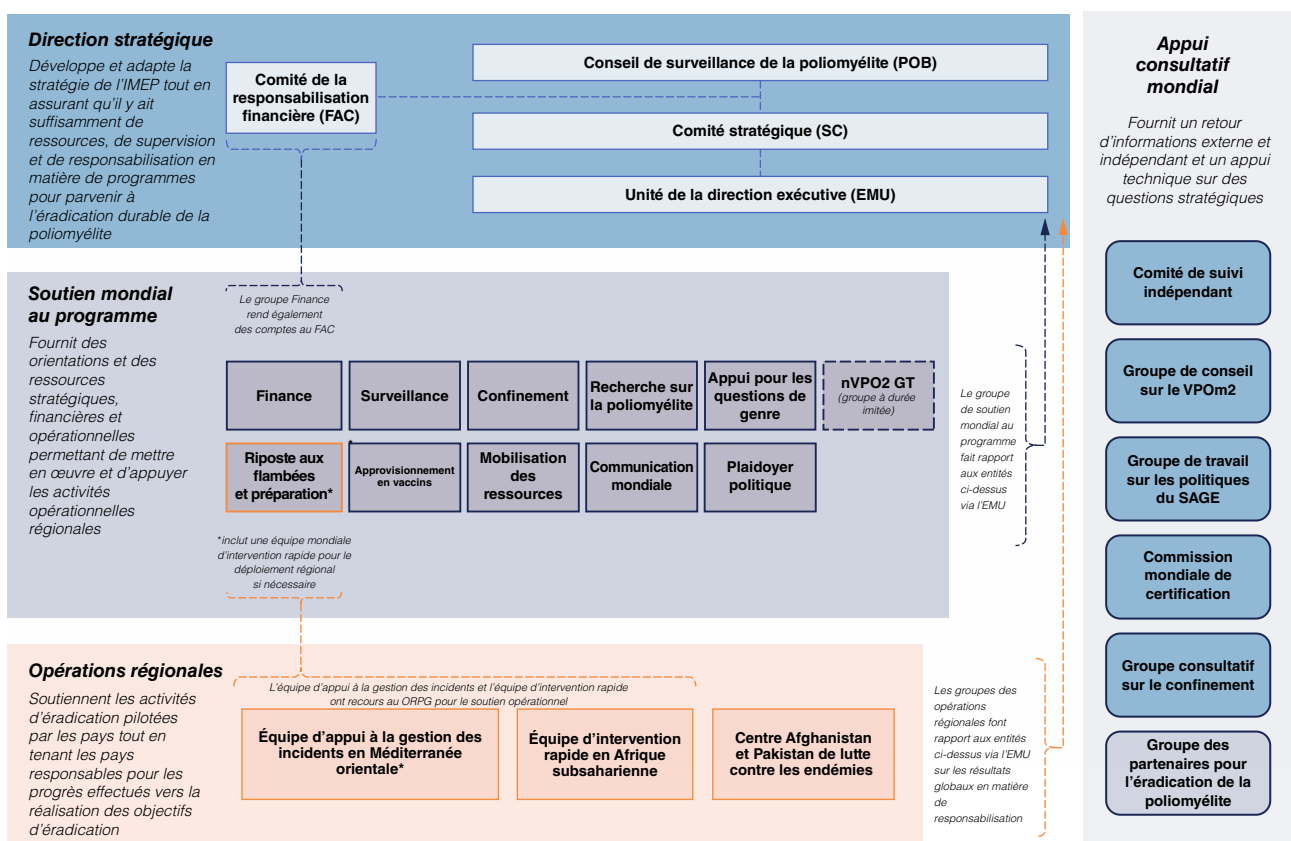 Direction stratégique
Développe et adapte la
stratégie de l’IMEP tout en
assurant qu’il y ait
suffisamment de
ressources, de supervision
et de responsabilisation en
matière de programmes
pour parvenir à
l’éradication durable de la
poliomyélite
Comité de la
responsabilisation
financière (FAC)
Conseil de surveillance de la poliomyélite (POB)
Comité stratégique (SC)
Unité de la direction exécutive (EMU)
Soutien mondial
au programme
Fournit des
orientations et des
ressources
stratégiques,
financières et
opérationnelles
permettant de mettre
en œuvre et d’appuyer
les activités
opérationnelles
régionales
Le groupe Finance
rend également
des comptes au FAC
Finance
Surveillance
Confinement
Recherche sur
la poliomyélite
Appui pour les
questions de
genre
nVPO2 GT
(groupe à durée
imitée)
Riposte aux
flambées
et préparation*
*
Approvisionnement
en vaccins
Mobilisation
des
ressources
Communication
mondiale
Plaidoyer
politique
*inclut une équipe mondiale
d’intervention rapide pour le
déploiement régional
si nécessaire
Le groupe
de soutien
mondial au
programme
fait rapport
aux entités
ci-dessus
via l’EMU
Opérations régionales
Soutiennent les activités
d’éradication pilotées
par les pays tout en
tenant les pays
responsables pour les
progrès effectués vers la
réalisation des objectifs
d’éradication
L’équipe d’appui à la gestion des incidents et l’équipe d’intervention rapide
ont recours au ORPG pour le soutien opérationnel
Équipe d’appui à la gestion des
incidents en Méditerranée
orientale*
Équipe d’intervention
rapide en Afrique
subsaharienne
Centre Afghanistan
et Pakistan de lutte
contre les endémies
Les groupes des
opérations
régionales font
rapport aux entités
ci-dessus via l’EMU
sur les résultats
globaux en matière
de
responsabilisation
Appui
consultatif
mondial
Fournit un retour
d’informations externe et
indépendant et un appui
technique sur des
questions stratégiques
Comité de suivi
indépendant
Groupe de conseil
sur le VPOm2
Groupe de travail
sur les politiques
du SAGE
Commission
mondiale de
certification
Groupe consultatif
sur le confinement
Groupe des
partenaires pour
l’éradication de la
poliomyélite